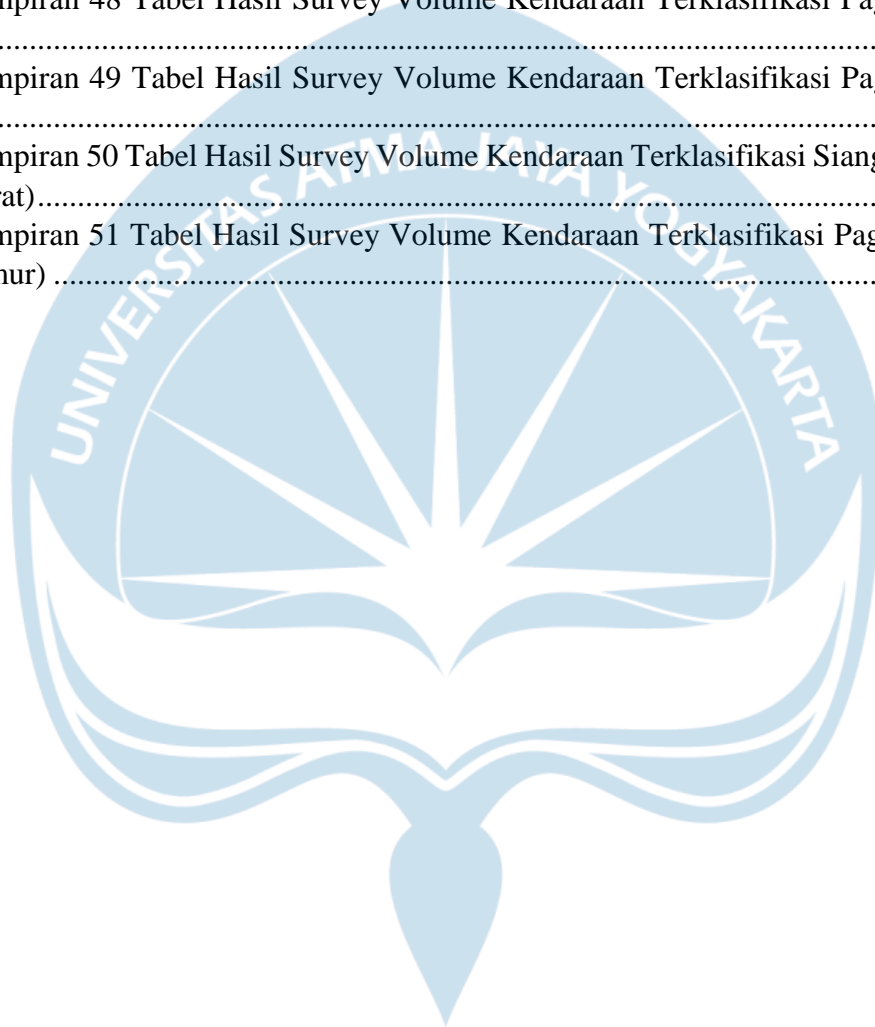 mpiran 48 Tabel Hasil Survey Volume Kendaraan Terklasifikasi Pag
................................................................................
mpiran 49 Tabel Hasil Survey Volume Kendaraan Terklasifikasi Pag
................................................................................
mpiran 50 Tabel Hasil Survey Volume Kendaraan Terklasifikasi Siang
rat)................................................................................
mpiran 51 Tabel Hasil Survey Volume Kendaraan Terklasifikasi Pag
nur) ................................................................................
UNIVERSITAS ATMA JAYA YOGYAKARTA